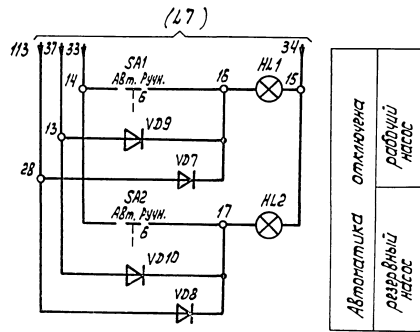 (L7)
113 37 33 34
SA1
Авт. Ручн.
14 Б 16 HL1 15
13 VD9
28 VD7
SA2
Авт. Ручн.
Б 17 HL2
VD10
VD8
Автоматика отключена
рабочий насос
резервный насос